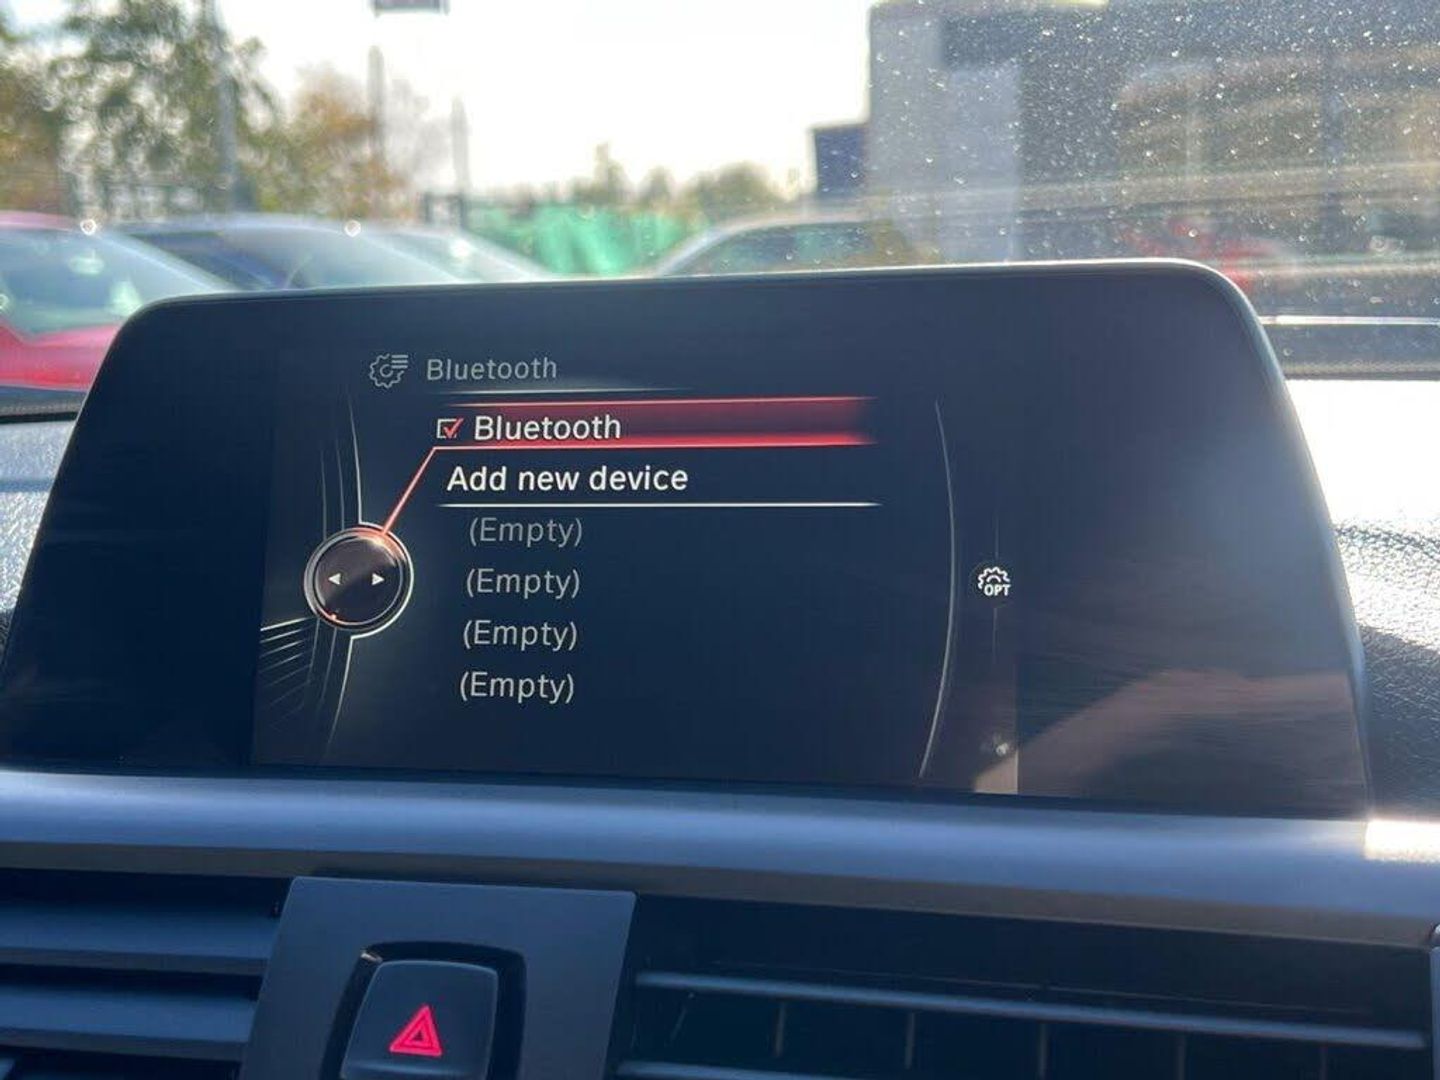 Bluetooth
Bluetooth
Add new device
(Empty)
(Empty)
OPT
(Empty)
(Empty)